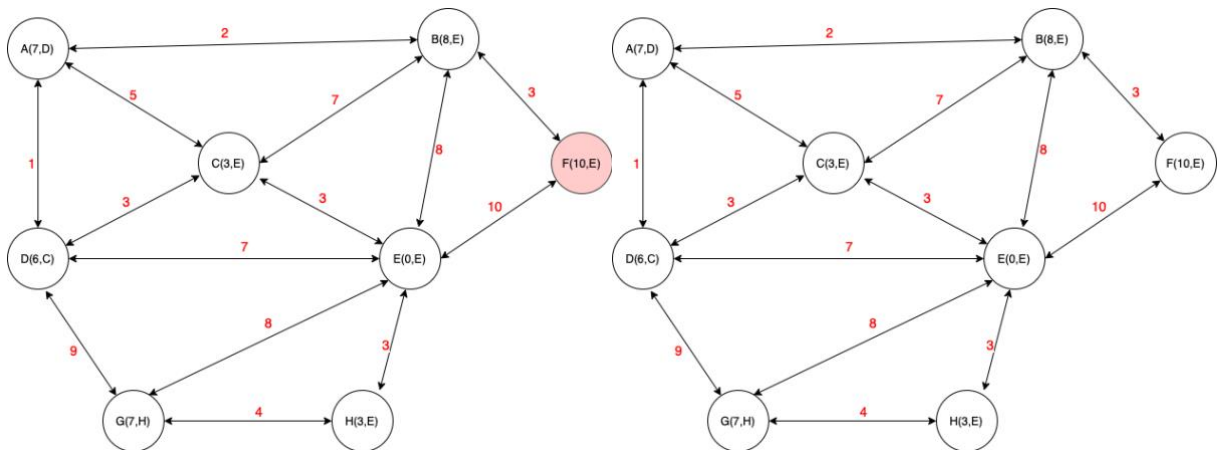 2
A(7,D)
B(8,E)
5
7
3
8
1
C(3,E)
F(10,E)
3
3
10
D(6,C)
7
E(0,E)
8
9
3
G(7,H)
4
H(3,E)
2
A(7,D)
B(8,E)
5
7
3
8
1
C(3,E)
F(10,E)
3
3
10
D(6,C)
7
E(0,E)
8
9
3
G(7,H)
4
H(3,E)